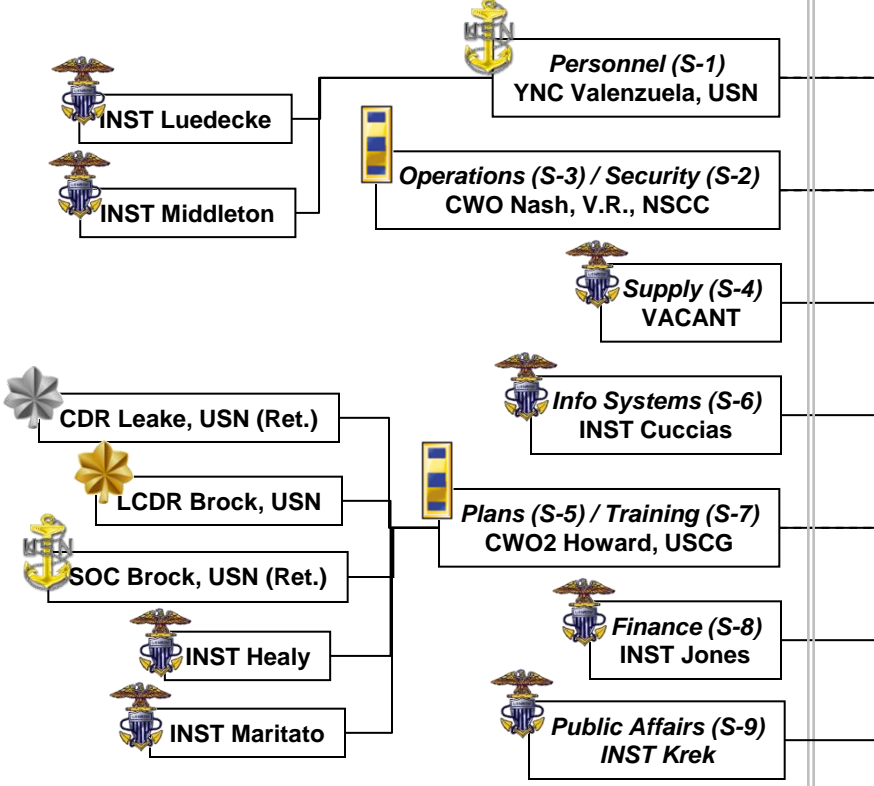 USN
Personnel (S-1)
YNC Valenzuela, USN
INST Luedecke
INST Middleton
Operations (S-3) / Security (S-2)
CWO Nash, V.R., NSCC
Supply (S-4)
VACANT
Info Systems (S-6)
INST Cuccias
CDR Leake, USN (Ret.)
LCDR Brock, USN
USN
SOC Brock, USN (Ret.)
INST Healy
INST Maritato
Plans (S-5) / Training (S-7)
CWO2 Howard, USCG
Finance (S-8)
INST Jones
Public Affairs (S-9)
INST Krek